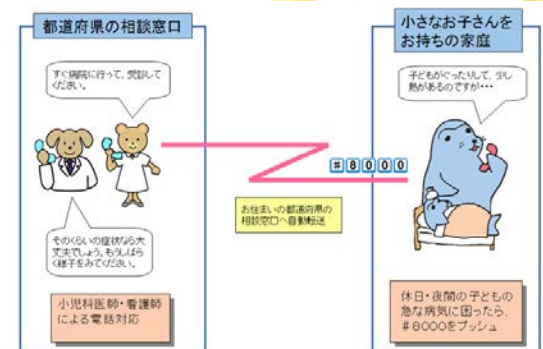 都道府県の相談窓口
すぐ病院に行って、受診して
ください。
そのくらいの症状なら大
丈夫でしょう。もうしばら
く様子をみてください。
小児科医師・看護師
による電話対応
#8000
お住まいの都道府県の
相談窓口へ自動転送
小さなお子さんを
お持ちの家庭
子どもがぐったりして、少し
熱があるのですが・・・
休日・夜間の子どもの
急な病気に困ったら、
#8000をプッシュ